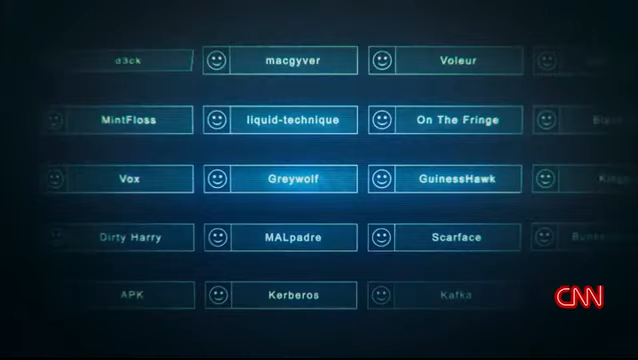 d3ck macgyver Voleur
MintFloss liquid-technique On The Fringe
Vox Greywolf GuinessHawk
Dirty Harry MALpadre Scarface
APK Kerberos Kafka
CNN